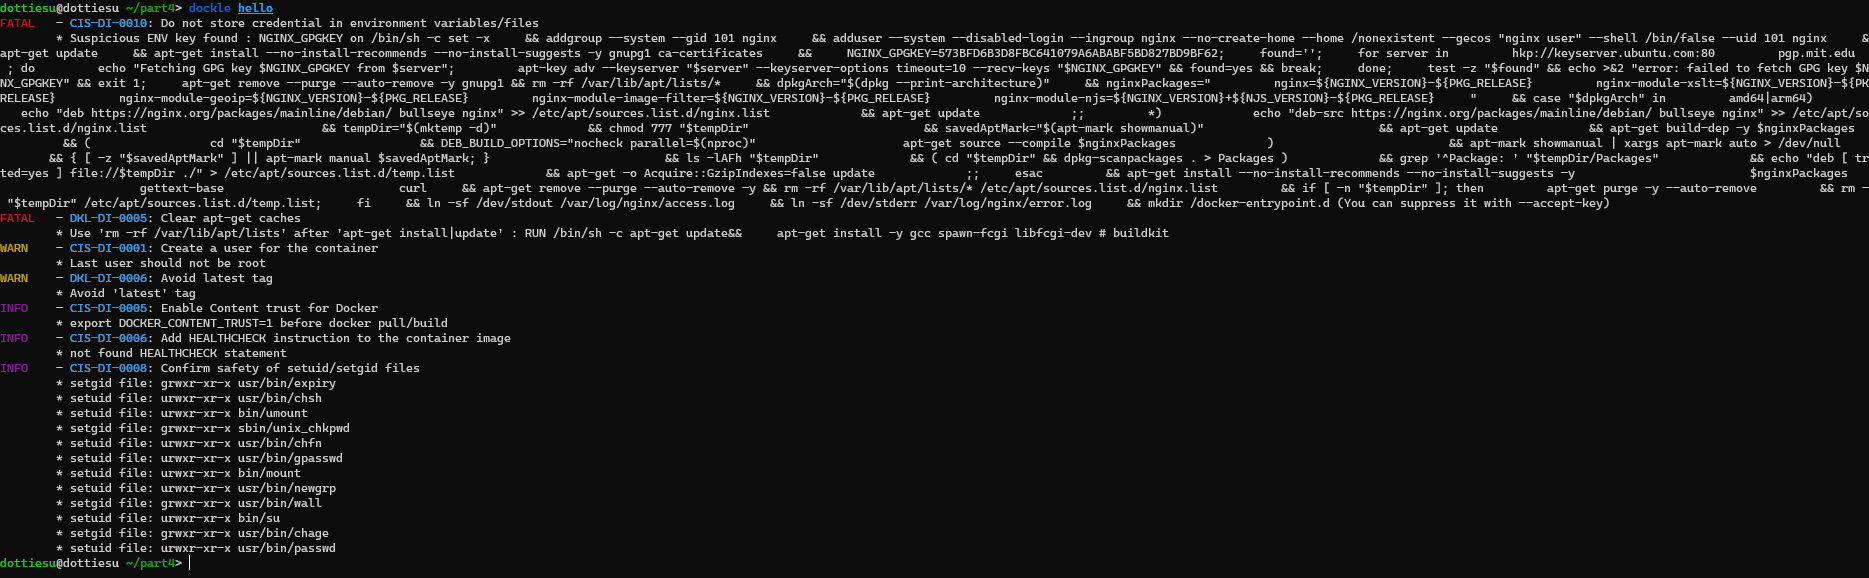 dottiesu@dottiesu ~/part4> dockle hello
FATAL   - CIS-DI-0010: Do not store credential in environment variables/files
        * Suspicious ENV key found : NGINX_GPGKEY on /bin/sh -c set -x     && addgroup --system --gid 101 nginx     && adduser --system --disabled-login --ingroup nginx --no-create-home --home /nonexistent --gecos "nginx user" --shell /bin/false --uid 101 nginx     &
apt-get update     && apt-get install --no-install-recommends --no-install-suggests -y gnupg1 ca-certificates     &&     NGINX_GPGKEY=573BFD6B3D8FBC641079A6ABABF5BD827BD9BF62;     found='';     for server in         hkp://keyserver.ubuntu.com:80         pgp.mit.edu
 ; do         echo "Fetching GPG key $NGINX_GPGKEY from $server";         apt-key adv --keyserver "$server" --keyserver-options timeout=10 --recv-keys "$NGINX_GPGKEY" && found=yes && break;     done;     test -z "$found" && echo >&2 "error: failed to fetch GPG key $N
NX_GPGKEY" && exit 1;     apt-get remove --purge --auto-remove -y gnupg1 && rm -rf /var/lib/apt/lists/*     && dpkgArch="$(dpkg --print-architecture)"     && nginxPackages="         nginx=${NGINX_VERSION}-${PKG_RELEASE}         nginx-module-xslt=${NGINX_VERSION}-${PK
RELEASE}         nginx-module-geoip=${NGINX_VERSION}-${PKG_RELEASE}         nginx-module-image-filter=${NGINX_VERSION}-${PKG_RELEASE}         nginx-module-njs=${NGINX_VERSION}+${NJS_VERSION}-${PKG_RELEASE}     "     && case "$dpkgArch" in         amd64|arm64)
   echo "deb https://nginx.org/packages/mainline/debian/ bullseye nginx" >> /etc/apt/sources.list.d/nginx.list             && apt-get update             ;;         *)             echo "deb-src https://nginx.org/packages/mainline/debian/ bullseye nginx" >> /etc/apt/so
ces.list.d/nginx.list                         && tempDir="$(mktemp -d)"             && chmod 777 "$tempDir"                         && savedAptMark="$(apt-mark showmanual)"                         && apt-get update             && apt-get build-dep -y $nginxPackages
         && (                 cd "$tempDir"                 && DEB_BUILD_OPTIONS="nocheck parallel=$(nproc)"                     apt-get source --compile $nginxPackages             )                         && apt-mark showmanual | xargs apt-mark auto > /dev/null
       && { [ -z "$savedAptMark" ] || apt-mark manual $savedAptMark; }                         && ls -lAFh "$tempDir"             && ( cd "$tempDir" && dpkg-scanpackages . > Packages )             && grep '^Package: ' "$tempDir/Packages"             && echo "deb [ tr
ted=yes ] file://$tempDir ./" > /etc/apt/sources.list.d/temp.list             && apt-get -o Acquire::GzipIndexes=false update             ;;     esac         && apt-get install --no-install-recommends --no-install-suggests -y                         $nginxPackages
                    gettext-base                         curl     && apt-get remove --purge --auto-remove -y && rm -rf /var/lib/apt/lists/* /etc/apt/sources.list.d/nginx.list         && if [ -n "$tempDir" ]; then         apt-get purge -y --auto-remove         && rm -
 "$tempDir" /etc/apt/sources.list.d/temp.list;     fi     && ln -sf /dev/stdout /var/log/nginx/access.log     && ln -sf /dev/stderr /var/log/nginx/error.log     && mkdir /docker-entrypoint.d (You can suppress it with --accept-key)
FATAL   - DKL-DI-0005: Clear apt-get caches
        * Use 'rm -rf /var/lib/apt/lists' after 'apt-get install|update' : RUN /bin/sh -c apt-get update&&     apt-get install -y gcc spawn-fcgi libfcgi-dev # buildkit
WARN    - CIS-DI-0001: Create a user for the container
        * Last user should not be root
WARN    - DKL-DI-0006: Avoid latest tag
        * Avoid 'latest' tag
INFO    - CIS-DI-0005: Enable Content trust for Docker
        * export DOCKER_CONTENT_TRUST=1 before docker pull/build
INFO    - CIS-DI-0006: Add HEALTHCHECK instruction to the container image
        * not found HEALTHCHECK statement
INFO    - CIS-DI-0008: Confirm safety of setuid/setgid files
        * setgid file: grwxr-xr-x usr/bin/expiry
        * setuid file: urwxr-xr-x usr/bin/chsh
        * setuid file: urwxr-xr-x bin/umount
        * setgid file: grwxr-xr-x sbin/unix_chkpwd
        * setuid file: urwxr-xr-x usr/bin/chfn
        * setuid file: urwxr-xr-x usr/bin/gpasswd
        * setuid file: urwxr-xr-x bin/mount
        * setuid file: urwxr-xr-x usr/bin/newgrp
        * setgid file: grwxr-xr-x usr/bin/wall
        * setuid file: urwxr-xr-x bin/su
        * setgid file: grwxr-xr-x usr/bin/chage
        * setuid file: urwxr-xr-x usr/bin/passwd
dottiesu@dottiesu ~/part4>